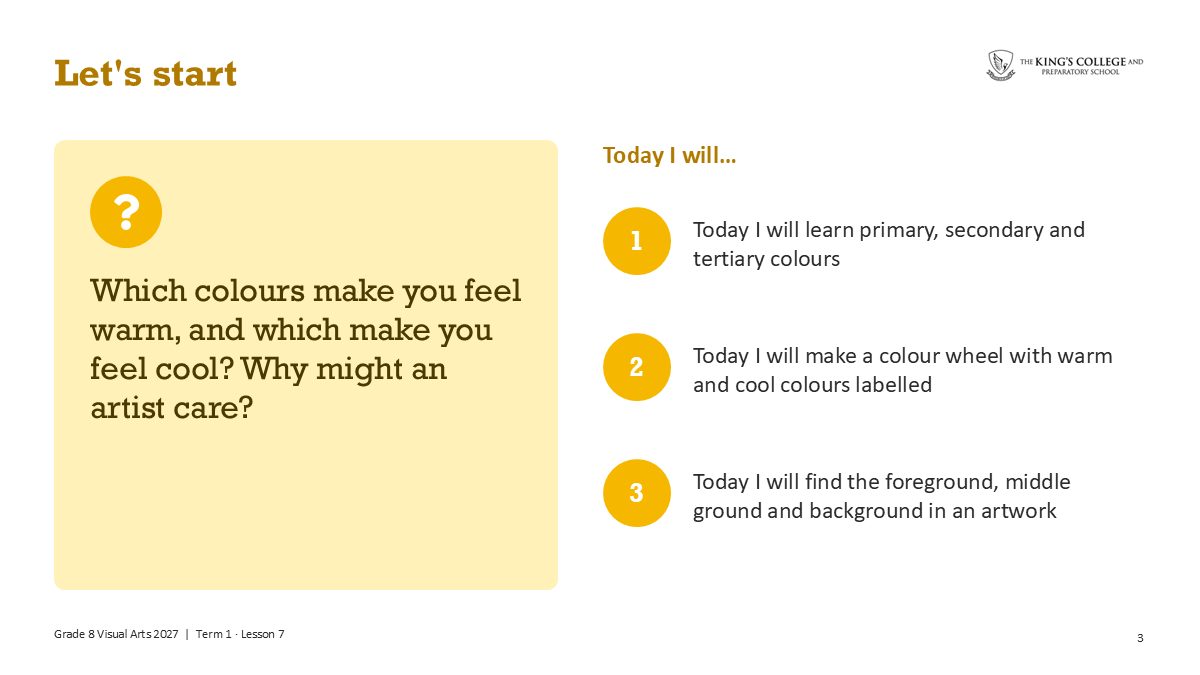 Let's start
THE KING'S COLLEGE AND
PREPARATORY SCHOOL
?
Which colours make you feel
warm, and which make you
feel cool? Why might an
artist care?
Today I will...
1
Today I will learn primary, secondary and
tertiary colours
2
Today I will make a colour wheel with warm
and cool colours labelled
3
Today I will find the foreground, middle
ground and background in an artwork
Grade 8 Visual Arts 2027 | Term 1 · Lesson 7
3